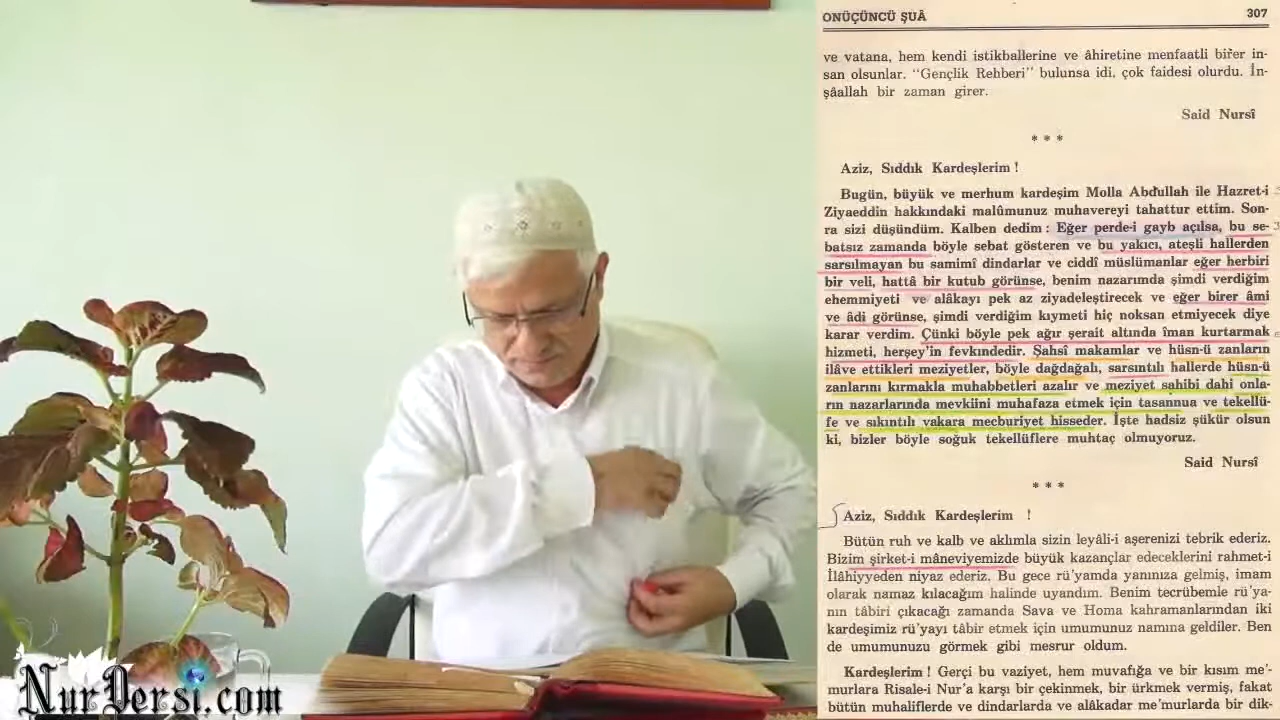 ONÜÇÜNCÜ ŞUÂ 307
ve vatana, hem kendi istikballerine ve âhiretine menfaatli birer in-
san olsunlar. "Gençlik Rehberi" bulunsa idi, çok faidesi olurdu. İn-
şâallah bir zaman girer.
Said Nursî
* * *
Aziz, Sıddık Kardeşlerim !
Bugün, büyük ve merhum kardeşim Molla Abdullah ile Hazret-i
Ziyaeddin hakkındaki malûmunuz muhavereyi tahattur ettim. Son-
ra sizi düşündüm. Kalben dedim : Eğer perde-i gayb açılsa, bu se-
batsız zamanda böyle sebat gösteren ve bu yakıcı, ateşli hallerden
sarsılmayan bu samimî dindarlar ve ciddî müslümanlar eğer herbiri
bir veli, hattâ bir kutub görünse, benim nazarımda şimdi verdiğim
ehemmiyeti ve alâkayı pek az ziyadeleştirecek ve eğer birer âmi
ve âdi görünse, şimdi verdiğim kıymeti hiç noksan etmiyecek diye
karar verdim. Çünki böyle pek ağır şerait altında îman kurtarmak
hizmeti, herşey'in fevkındedir. Şahsî makamlar ve hüsn-ü zanların
ilâve ettikleri meziyetler, böyle dağdağalı, sarsıntılı hallerde hüsn-ü
zanlarını kırmakla muhabbetleri azalır ve meziyet sahibi dahi onla-
rın nazarlarında mevkiini muhafaza etmek için tasannua ve tekellü-
fe ve sıkıntılı vakara mecburiyet hisseder. İşte hadsiz şükür olsun
ki, bizler böyle soğuk tekellüflere muhtaç olmuyoruz.
Said Nursî
* * *
Aziz, Sıddık Kardeşlerim !
Bütün ruh ve kalb ve aklımla sizin leyâli-i aşerenizi tebrik ederiz.
Bizim şirket-i mâneviyemizde büyük kazançlar edeceklerini rahmet-i
İlâhiyyeden niyaz ederiz. Bu gece rü'yamda yanınıza gelmiş, imam
olarak namaz kılacağım halinde uyandım. Benim tecrübemle rü'ya-
nın tâbiri çıkacağı zamanda Sava ve Homa kahramanlarından iki
kardeşimiz rü'yayı tâbir etmek için umumunuz namına geldiler. Ben
de umumunuzu görmek gibi mesrur oldum.
Kardeşlerim ! Gerçi bu vaziyet, hem muvafığa ve bir kısım me'-
murlara Risale-i Nur'a karşı bir çekinmek, bir ürkmek vermiş, fakat
bütün muhaliflerde ve dindarlarda ve alâkadar me'murlarda bir dik-
NurDersi.com